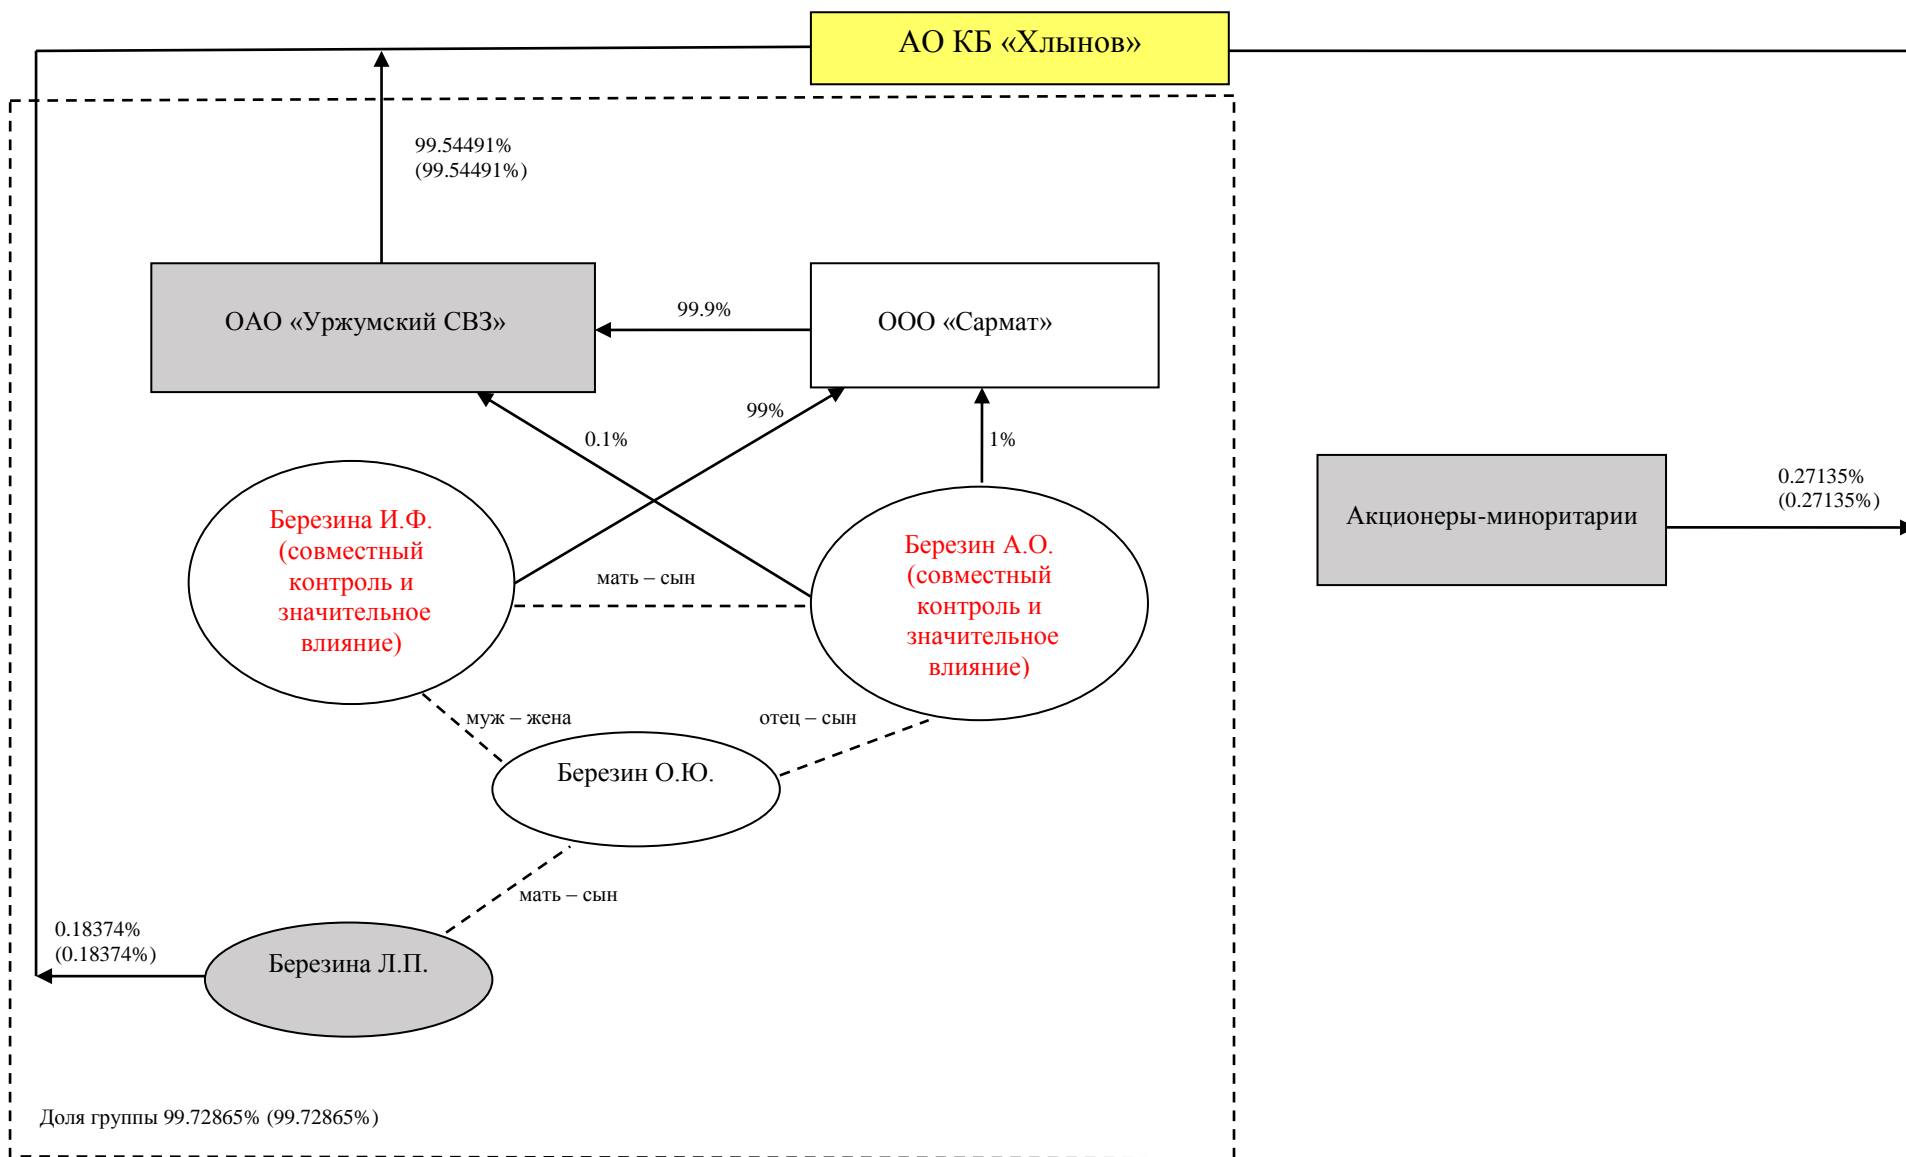 АО КБ «Хлынов»
99.54491%
(99.54491%)
ОАО «Уржумский СВЗ»
99.9%
ООО «Сармат»
99%
0.1%
1%
Березина И.Ф.
(совместный
контроль и
значительное
влияние)
мать – сын
Березин А.О.
(совместный
контроль и
значительное
влияние)
Акционеры-миноритарии
0.27135%
(0.27135%)
муж – жена
отец – сын
Березин О.Ю.
мать – сын
0.18374%
(0.18374%)
Березина Л.П.
Доля группы 99.72865% (99.72865%)